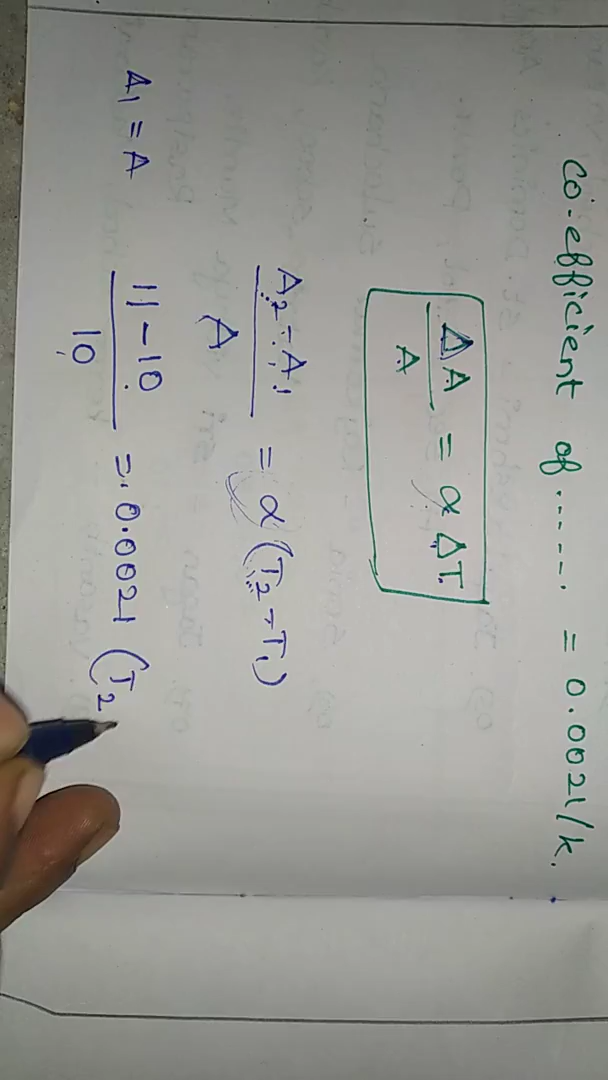 Co-efficient of ...... = 0.0021/k.
ΔA/A = α ΔT
(A2 - A1)/A = α (T2 - T1)
A1 = A
(11 - 10)/10 = 0.0021 (T2